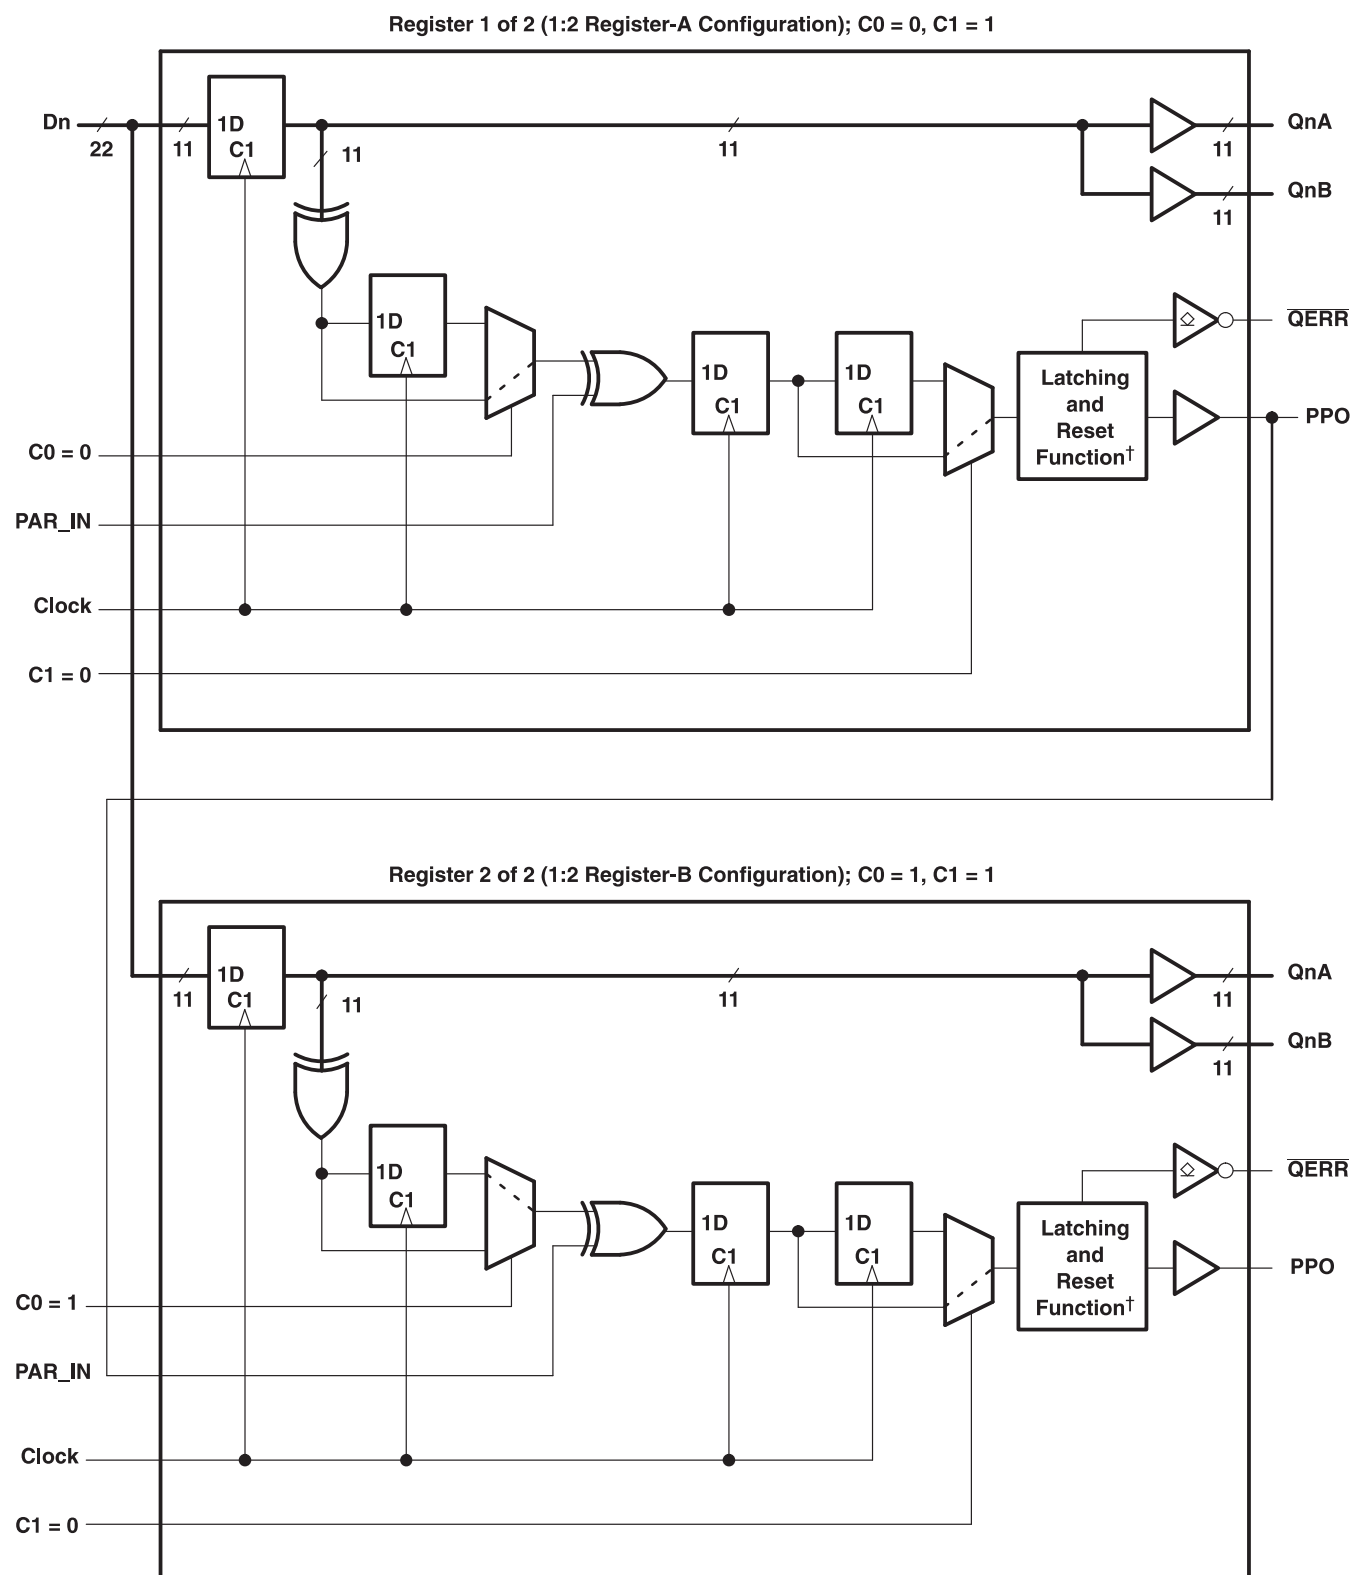 Register 1 of 2 (1:2 Register-A Configuration); C0 = 0, C1 = 1
Dn
22
11
1D
C1
11
11
QnA
11
QnB
11
1D
C1
QERR
1D
C1
1D
C1
Latching
and
Reset
Function†
PPO
C0 = 0
PAR_IN
Clock
C1 = 0
Register 2 of 2 (1:2 Register-B Configuration); C0 = 1, C1 = 1
11
1D
C1
11
11
QnA
11
QnB
11
1D
C1
QERR
1D
C1
1D
C1
Latching
and
Reset
Function†
PPO
C0 = 1
PAR_IN
Clock
C1 = 0